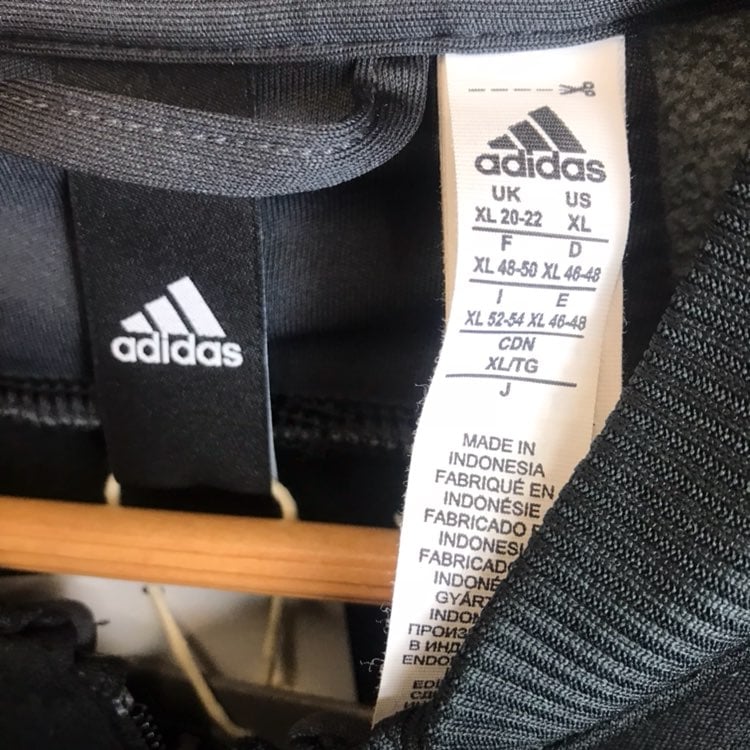 adidas
adidas
UK US
XL 20-22 XL
F D
XL 48-50 XL 46-48
I E
XL 52-54 XL 46-48
CDN
XL/TG
J
MADE IN
INDONESIA
FABRIQUÉ EN
INDONÉSIE
FABRICADO
FABRICADO
В